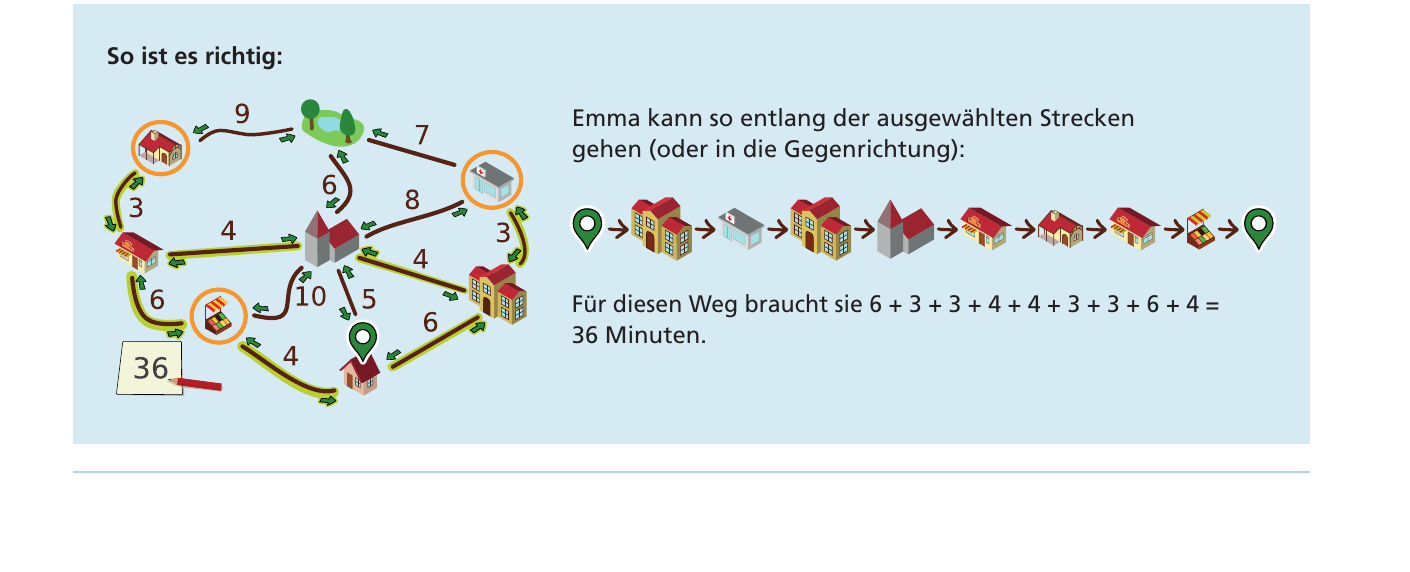 So ist es richtig:
9
7
6
3
8
4
3
4
6
10
5
6
4
36
Emma kann so entlang der ausgewählten Strecken
gehen (oder in die Gegenrichtung):
Für diesen Weg braucht sie 6 + 3 + 3 + 4 + 4 + 3 + 3 + 6 + 4 =
36 Minuten.